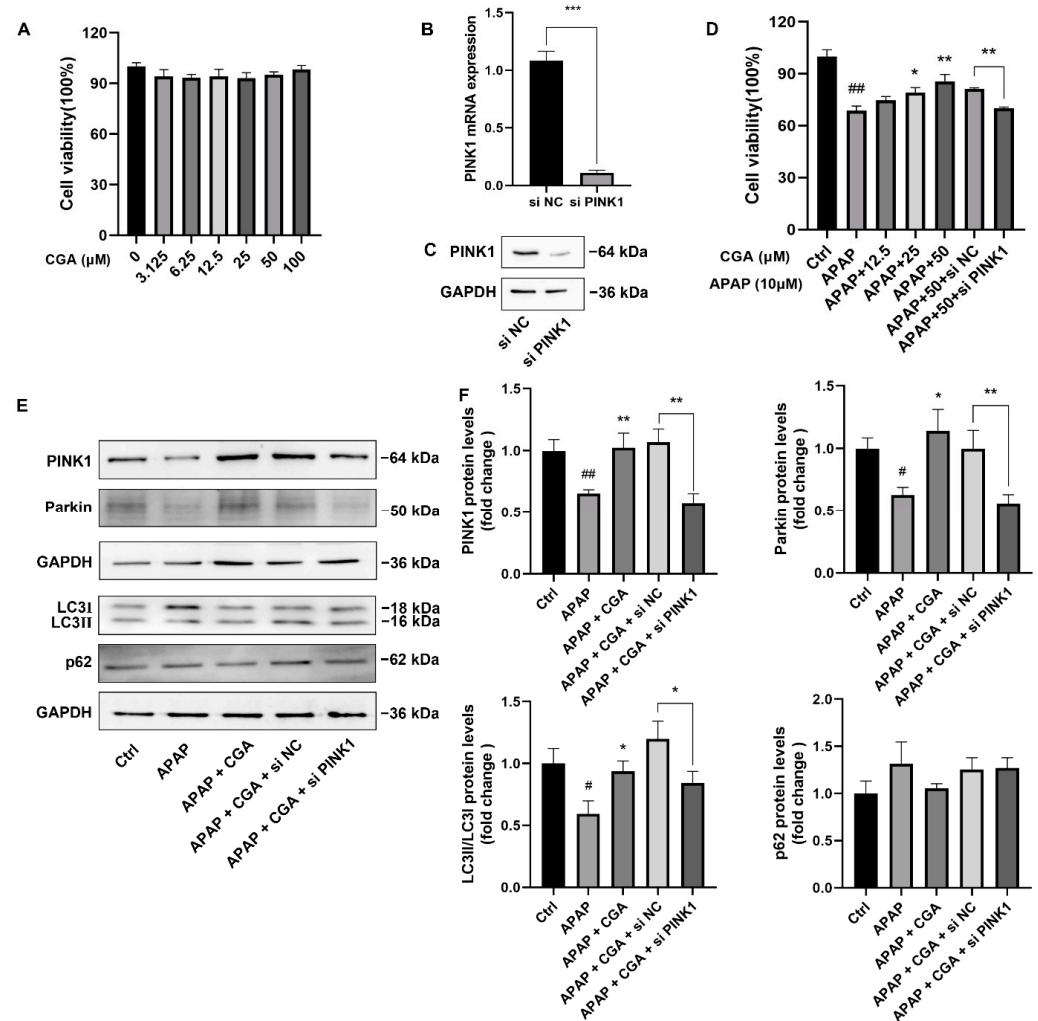 A
Cell viability(100%)
120
90
60
30
0
CGA (μM)
0
3.125
6.25
12.5
25
50
100
B
PINK1 mRNA expression
1.5
1.0
0.5
0.0
***
si NC
si PINK1
C
PINK1
−64 kDa
GAPDH
−36 kDa
si NC
si PINK1
D
Cell viability(100%)
120
90
60
30
0
##
*
**
**
CGA (μM)
APAP (10μM)
Ctrl
APAP
APAP+12.5
APAP+25
APAP+50
APAP+50+si NC
APAP+50+si PINK1
E
PINK1
−64 kDa
Parkin
−50 kDa
GAPDH
−36 kDa
LC3I
−18 kDa
LC3II
−16 kDa
p62
−62 kDa
GAPDH
−36 kDa
Ctrl
APAP
APAP + CGA
APAP + CGA + si NC
APAP + CGA + si PINK1
F
PINK1 protein levels
(fold change )
1.5
1.0
0.5
0.0
##
**
**
Ctrl
APAP
APAP + CGA
APAP + CGA + si NC
APAP + CGA + si PINK1
Parkin protein levels
(fold change )
1.5
1.0
0.5
0.0
#
*
**
Ctrl
APAP
APAP + CGA
APAP + CGA + si NC
APAP + CGA + si PINK1
LC3II/LC3I protein levels
(fold change )
1.5
1.0
0.5
0.0
#
*
*
Ctrl
APAP
APAP + CGA
APAP + CGA + si NC
APAP + CGA + si PINK1
p62 protein levels
(fold change )
2.0
1.5
1.0
0.5
0.0
Ctrl
APAP
APAP + CGA
APAP + CGA + si NC
APAP + CGA + si PINK1